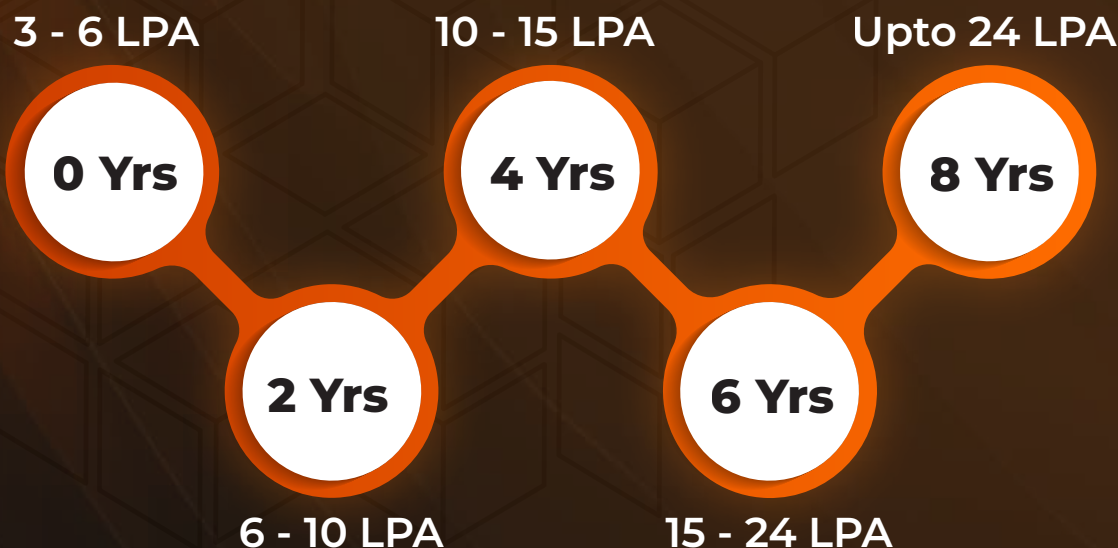 3 - 6 LPA
10 - 15 LPA
Upto 24 LPA
0 Yrs
4 Yrs
8 Yrs
2 Yrs
6 Yrs
6 - 10 LPA
15 - 24 LPA